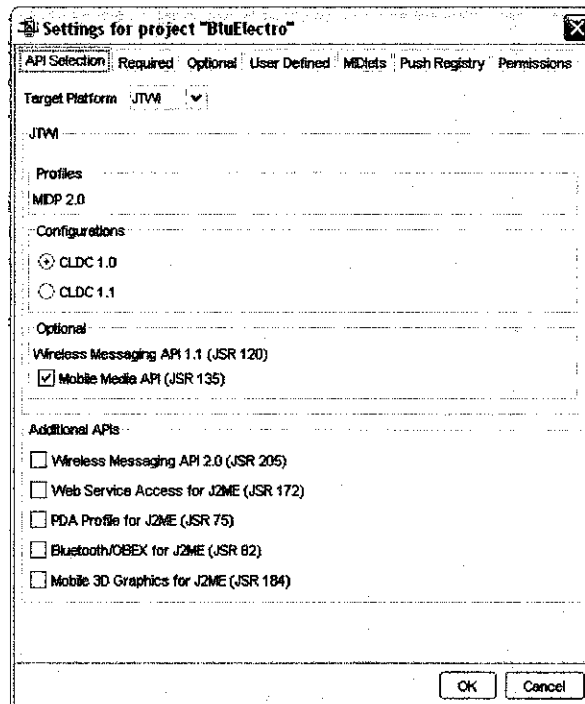 Settings for project "BluElectro"
API Selection Required Optional User Defined MIDlets Push Registry Permissions
Target Platform JTWI
JTWI
Profiles
MIDP 2.0
Configurations
CLDC 1.0
CLDC 1.1
Optional
Wireless Messaging API 1.1 (JSR 120)
Mobile Media API (JSR 135)
Additional APIs
Wireless Messaging API 2.0 (JSR 205)
Web Service Access for J2ME (JSR 172)
PDA Profile for J2ME (JSR 75)
Bluetooth/OBEX for J2ME (JSR 82)
Mobile 3D Graphics for J2ME (JSR 184)
OK Cancel